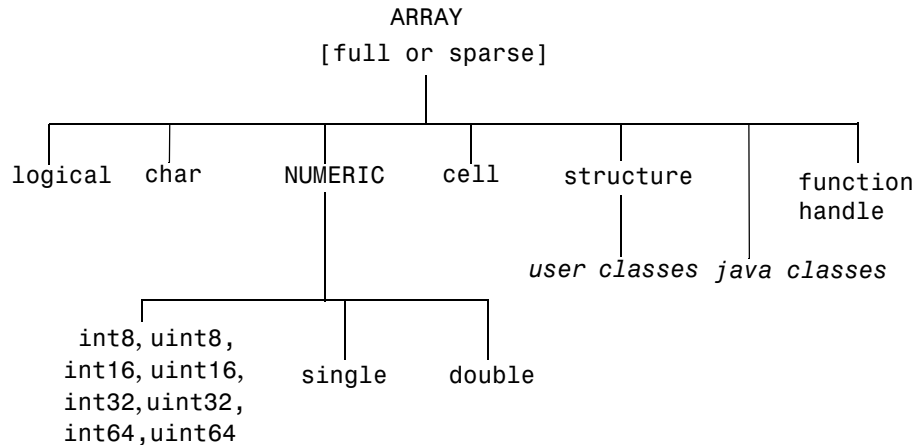 ARRAY
[full or sparse]
logical char NUMERIC cell structure function
handle
user classes java classes
int8, uint8,
int16, uint16,
int32, uint32,
int64, uint64
single double